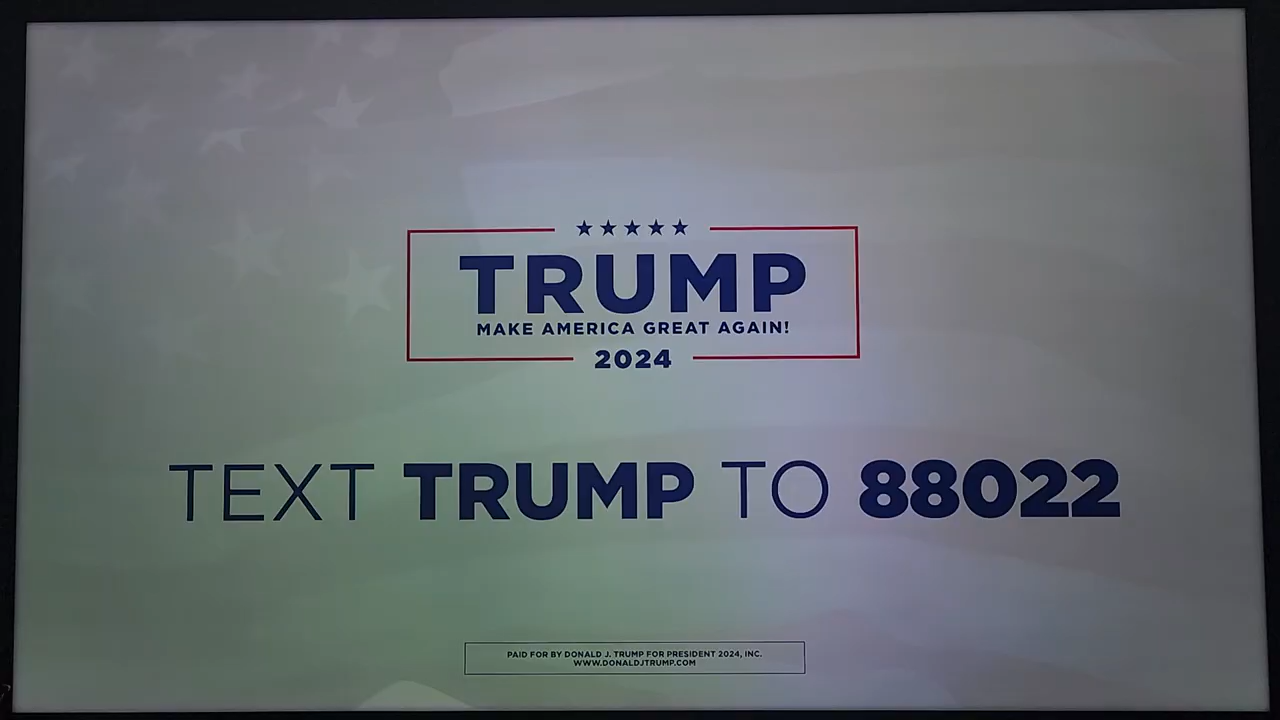 TRUMP
MAKE AMERICA GREAT AGAIN!
2024
TEXT TRUMP TO 88022
PAID FOR BY DONALD J. TRUMP FOR PRESIDENT 2024, INC.
WWW.DONALDJTRUMP.COM